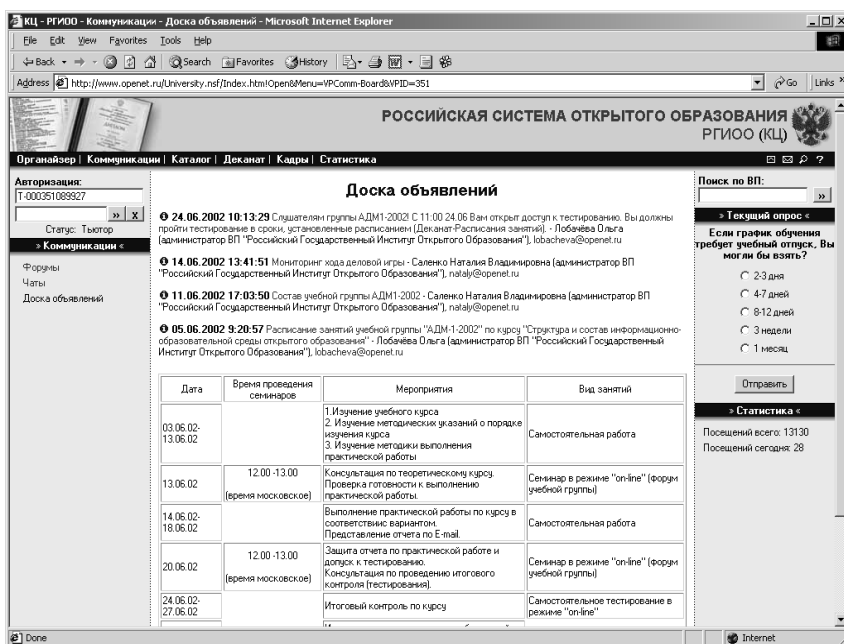 КЦ - РГИОО - Коммуникации - Доска объявлений - Microsoft Internet Explorer
File Edit View Favorites Tools Help
Back Search Favorites History
Address http://www.openet.ru/University.nsf/Index.htm!Open&Menu=VPComm-Board&VPID=351 Go Links »
РОССИЙСКАЯ СИСТЕМА ОТКРЫТОГО ОБРАЗОВАНИЯ
РГИОО (КЦ)
Органайзер | Коммуникации | Каталог | Деканат | Кадры | Статистика
Авторизация:
T-000351089927
» X
Статус: Тьютор
» Коммуникации «
Форумы
Чаты
Доска объявлений
Доска объявлений
24.06.2002 10:13:29 Слушателям группы АДМ1-2002! С 11:00 24.06 Вам открыт доступ к тестированию. Вы должны
пройти тестирование в сроки, установленные расписанием (Деканат-Расписания занятий). - Лобачёва Ольга
(администратор ВП "Российский Государственный Институт Открытого Образования"), lobacheva@openet.ru
14.06.2002 13:41:51 Мониторинг хода деловой игры - Саленко Наталия Владимировна (администратор ВП
"Российский Государственный Институт Открытого Образования"), nataly@openet.ru
11.06.2002 17:03:50 Состав учебной группы АДМ1-2002 - Саленко Наталия Владимировна (администратор ВП
"Российский Государственный Институт Открытого Образования"), nataly@openet.ru
05.06.2002 9:20:57 Расписание занятий учебной группы "АДМ-1-2002" по курсу "Структура и состав информационно-
образовательной среды открытого образования" - Лобачёва Ольга (администратор ВП "Российский Государственный
Институт Открытого Образования"), lobacheva@openet.ru
Дата Время проведения семинаров Мероприятия Вид занятий
03.06.02-
13.06.02
1.Изучение учебного курса
2. Изучение методических указаний о порядке
изучения курса
3. Изучение методики выполнения
практической работы
Самостоятельная работа
13.06.02
12.00 -13.00
(время московское)
Консультация по теоретическому курсу.
Проверка готовности к выполнению
практической работы.
Семинар в режиме "on-line" (форум
учебной группы)
14.06.02-
18.06.02
Выполнение практической работы по курсу в
соответствиис вариантом.
Представление отчета по E-mail.
Самостоятельная работа
20.06.02
12.00 -13.00
(время московское)
Защита отчета по практической работе и
допуск к тестированию.
Консультация по проведению итогового
контроля (тестирования).
Семинар в режиме "on-line" (форум
учебной группы)
24.06.02-
27.06.02
Итоговый контроль по курсу
Самостоятельное тестирование в
режиме "on-line"
Поиск по ВП:
»
» Текущий опрос «
Если график обучения
требует учебный отпуск, Вы
могли бы взять?
2-3 дня
4-7 дней
8-12 дней
3 недели
1 месяц
Отправить
» Статистика «
Посещений всего: 13130
Посещений сегодня: 28
Done Internet